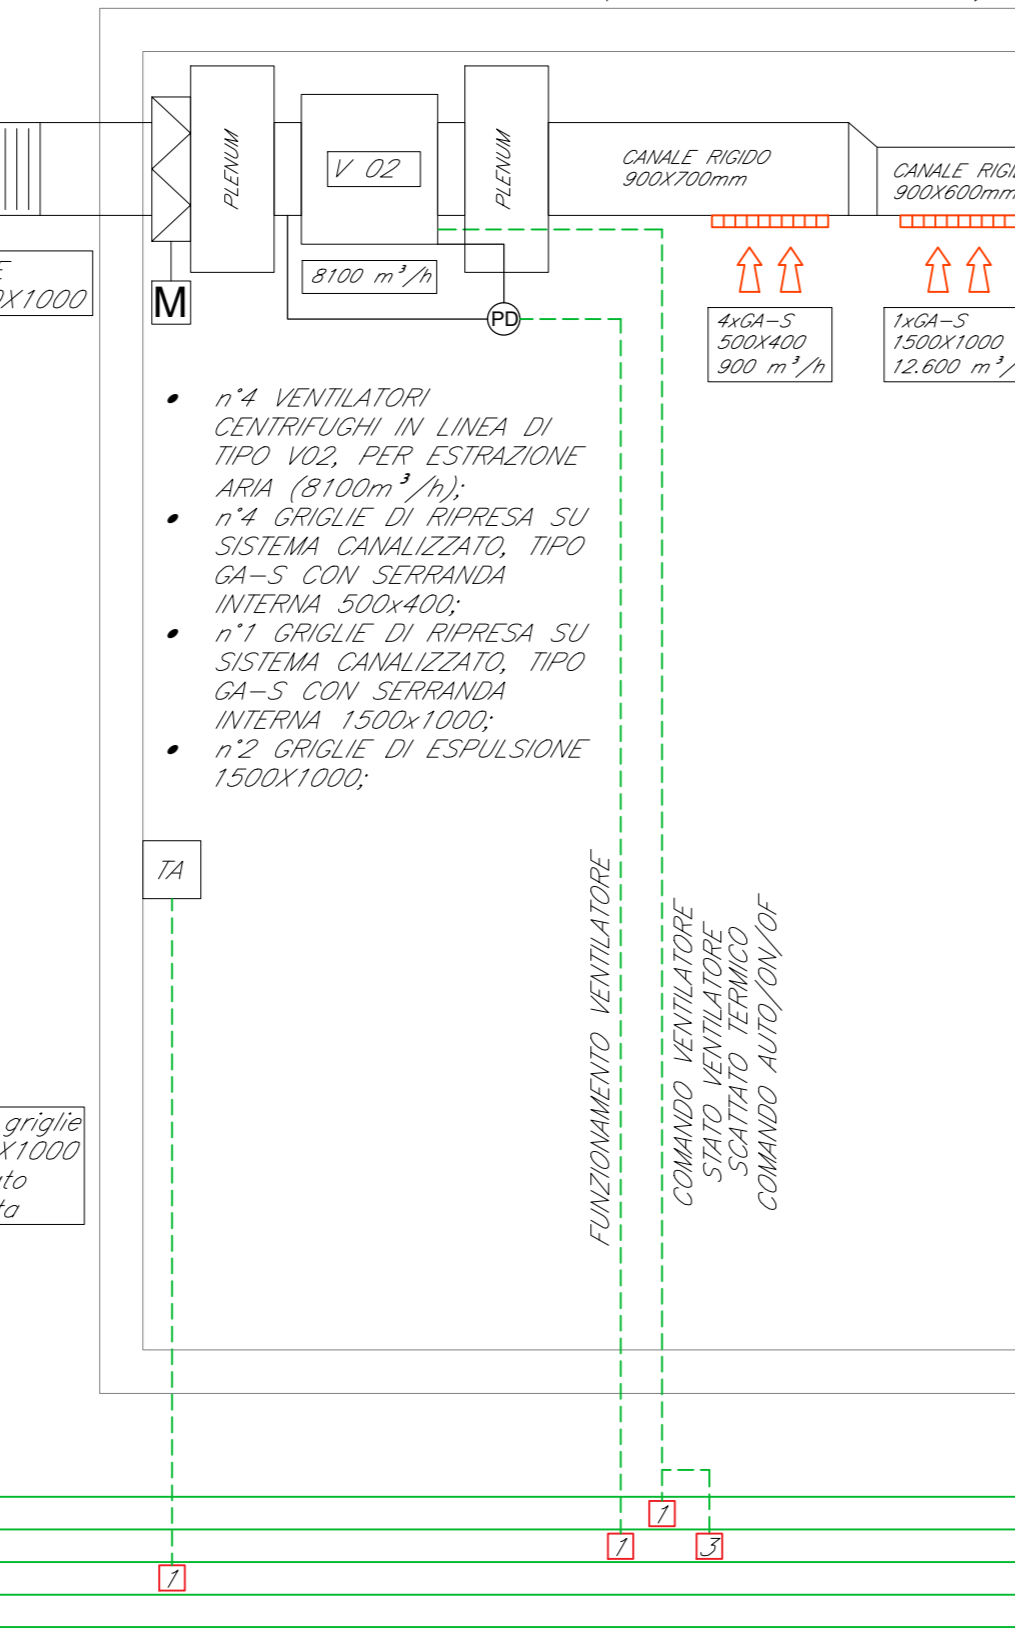 PLENUM
V 02
PLENUM
CANALE RIGIDO
900X700mm
900X600mm
8100 m³/h
X1000
M
PD
4xGA-S
500X400
900 m³/h
1xGA-S
1500X1000
12.600 m³/
• n°4 VENTILATORI
CENTRIFUGHI IN LINEA DI
TIPO V02, PER ESTRAZIONE
ARIA (8100m³/h);
• n°4 GRIGLIE DI RIPRESA SU
SISTEMA CANALIZZATO, TIPO
GA-S CON SERRANDA
INTERNA 500x400;
• n°1 GRIGLIE DI RIPRESA SU
SISTEMA CANALIZZATO, TIPO
GA-S CON SERRANDA
INTERNA 1500x1000;
• n°2 GRIGLIE DI ESPULSIONE
1500X1000;
TA
FUNZIONAMENTO VENTILATORE
COMANDO VENTILATORE
STATO VENTILATORE
SCATTATO TERMICO
COMANDO AUTO/ON/OF
griglie
X1000
to
ta
1
1
3
1